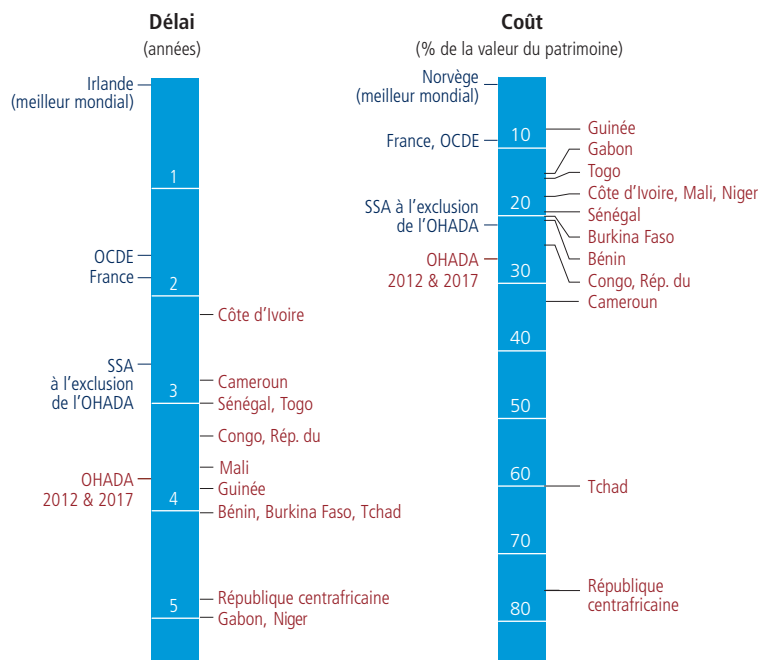 Délai
(années)
Irlande
(meilleur mondial)
1
OCDE
France
2
Côte d’Ivoire
SSA
à l’exclusion
de l’OHADA
3
Cameroun
Sénégal, Togo
Congo, Rép. du
OHADA
2012 & 2017
Mali
Guinée
4
Bénin, Burkina Faso, Tchad
5
République centrafricaine
Gabon, Niger
Coût
(% de la valeur du patrimoine)
Norvège
(meilleur mondial)
France, OCDE
10
Guinée
Gabon
Togo
Côte d’Ivoire, Mali, Niger
20
SSA à l’exclusion
de l’OHADA
Sénégal
Burkina Faso
Bénin
OHADA
2012 & 2017
30
Congo, Rép. du
Cameroun
40
50
60
Tchad
70
80
République
centrafricaine